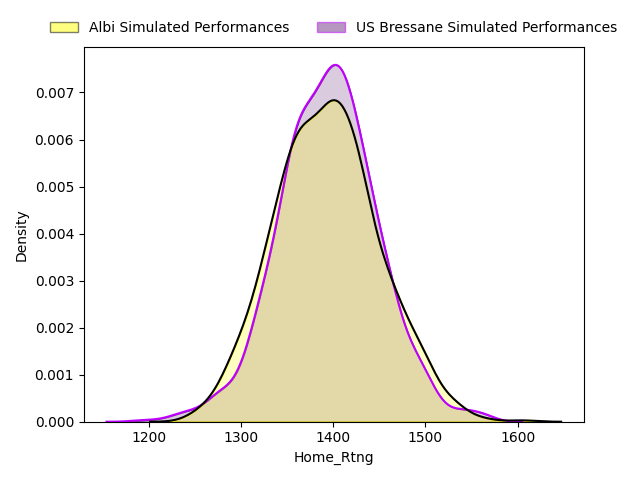 Albi Simulated Performances US Bressane Simulated Performances
0.007
0.006
0.005
0.004
0.003
0.002
0.001
0.000
Density
1200 1300 1400 1500 1600
Home_Rtng